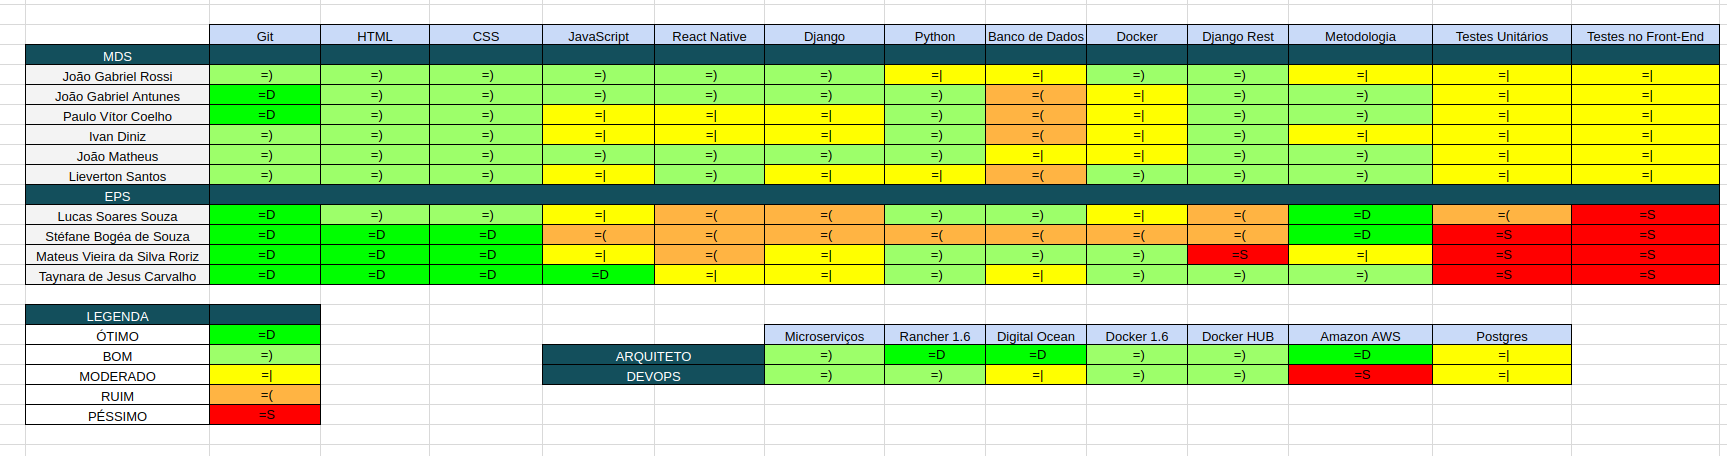 Git HTML CSS JavaScript React Native Django Python Banco de Dados Docker Django Rest Metodologia Testes Unitários Testes no Front-End
MDS
João Gabriel Rossi =) =) =) =) =) =) =| =| =) =) =| =| =|
João Gabriel Antunes =D =) =) =) =) =) =) =( =| =) =) =| =|
Paulo Vítor Coelho =D =) =) =| =| =| =) =( =| =) =) =| =|
Ivan Diniz =) =) =) =| =| =| =) =( =| =) =| =| =|
João Matheus =) =) =) =) =) =) =) =| =| =) =) =| =|
Lieverton Santos =) =) =) =| =) =| =| =( =) =) =) =| =|
EPS
Lucas Soares Souza =D =) =) =| =( =( =) =) =| =( =D =( =S
Stéfane Bogéa de Souza =D =D =D =( =( =( =( =( =( =( =D =S =S
Mateus Vieira da Silva Roriz =D =D =D =| =( =| =) =) =) =S =| =S =S
Taynara de Jesus Carvalho =D =D =D =D =| =| =) =| =) =) =) =S =S
LEGENDA
ÓTIMO =D
BOM =)
MODERADO =|
RUIM =(
PÉSSIMO =S
Microserviços Rancher 1.6 Digital Ocean Docker 1.6 Docker HUB Amazon AWS Postgres
ARQUITETO =) =D =D =) =) =D =|
DEVOPS =) =) =| =) =) =S =|